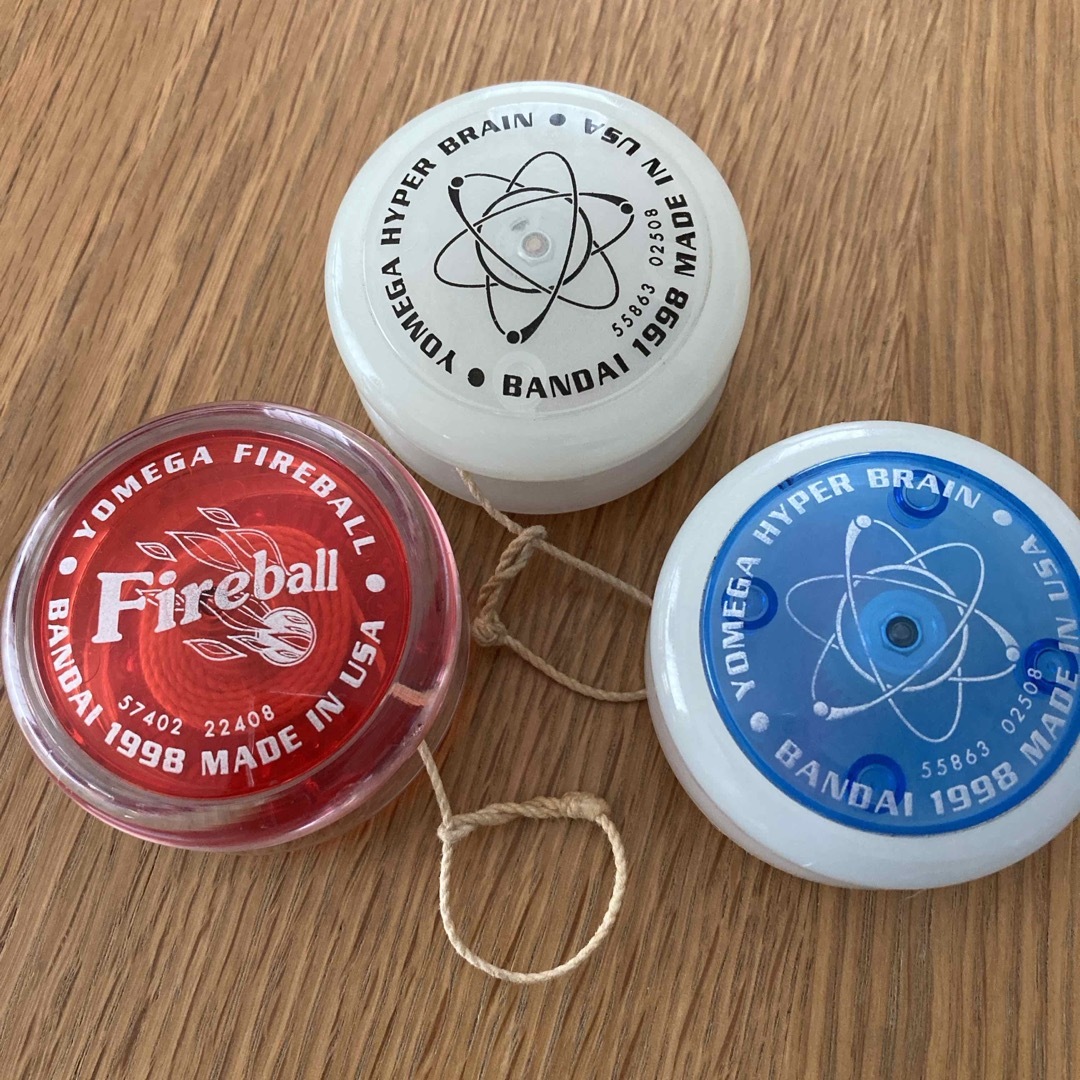 YOMEGA HYPER BRAIN
BANDAI 1998 MADE IN USA
55863 02508
YOMEGA FIREBALL
Fireball
57402 22408
BANDAI 1998 MADE IN USA
YOMEGA HYPER BRAIN
55863 02508
BANDAI 1998 MADE IN USA